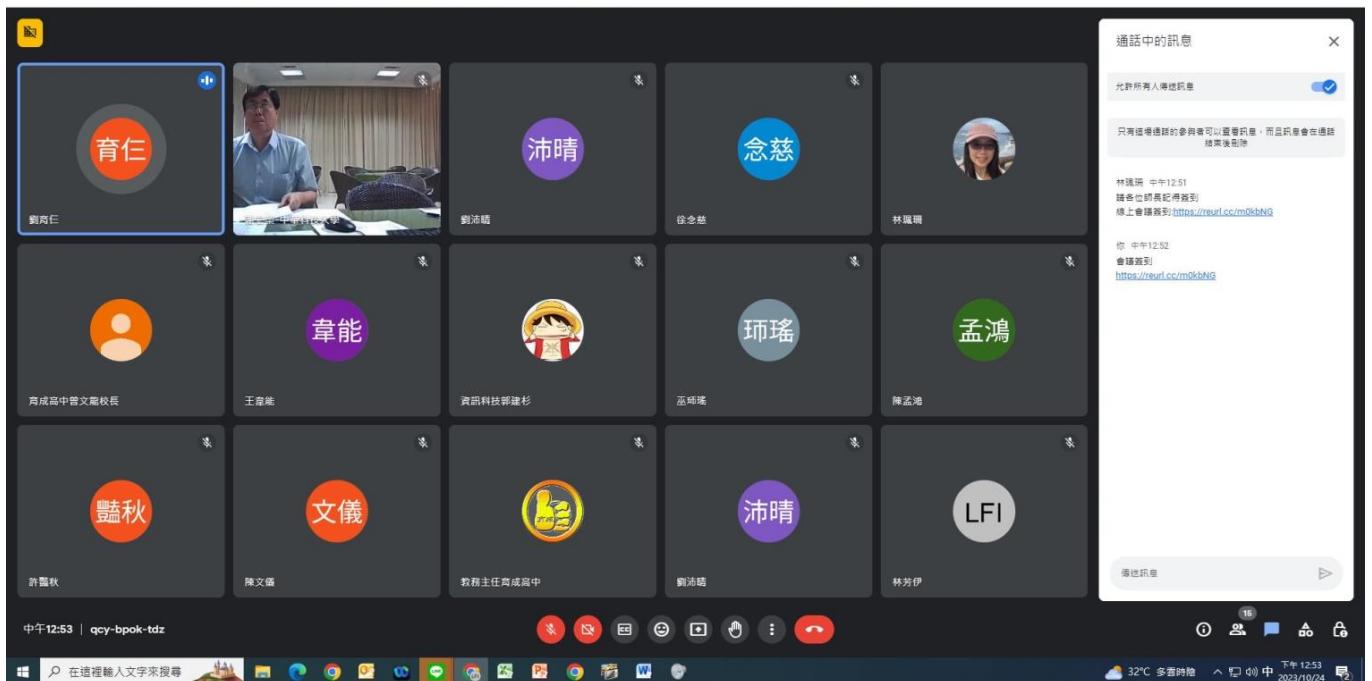 通話中的訊息
允許所有人傳送訊息
只有這場通話的參與者可以查看訊息，而且訊息會在通話
結束後刪除
林珮珊 中午12:51
請各位師長記得簽到
線上會議簽到:https://reurl.cc/m0kbNG
你 中午12:52
會議簽到
https://reurl.cc/m0kbNG
傳送訊息
育仁
劉育仁
中華科技大學
沛晴
劉沛晴
念慈
徐念慈
林珮珊
育成高中曾文龍校長
韋能
王韋能
資訊科技郭建杉
珮瑤
巫珮瑤
孟鴻
陳孟鴻
豔秋
許豔秋
文儀
陳文儀
教務主任育成高中
沛晴
劉沛晴
LFI
林芳伊
中午12:53 | qcy-bpok-tdz
15
在這裡輸入文字來搜尋
32°C 多雲時陰
中
下午 12:53
2023/10/24